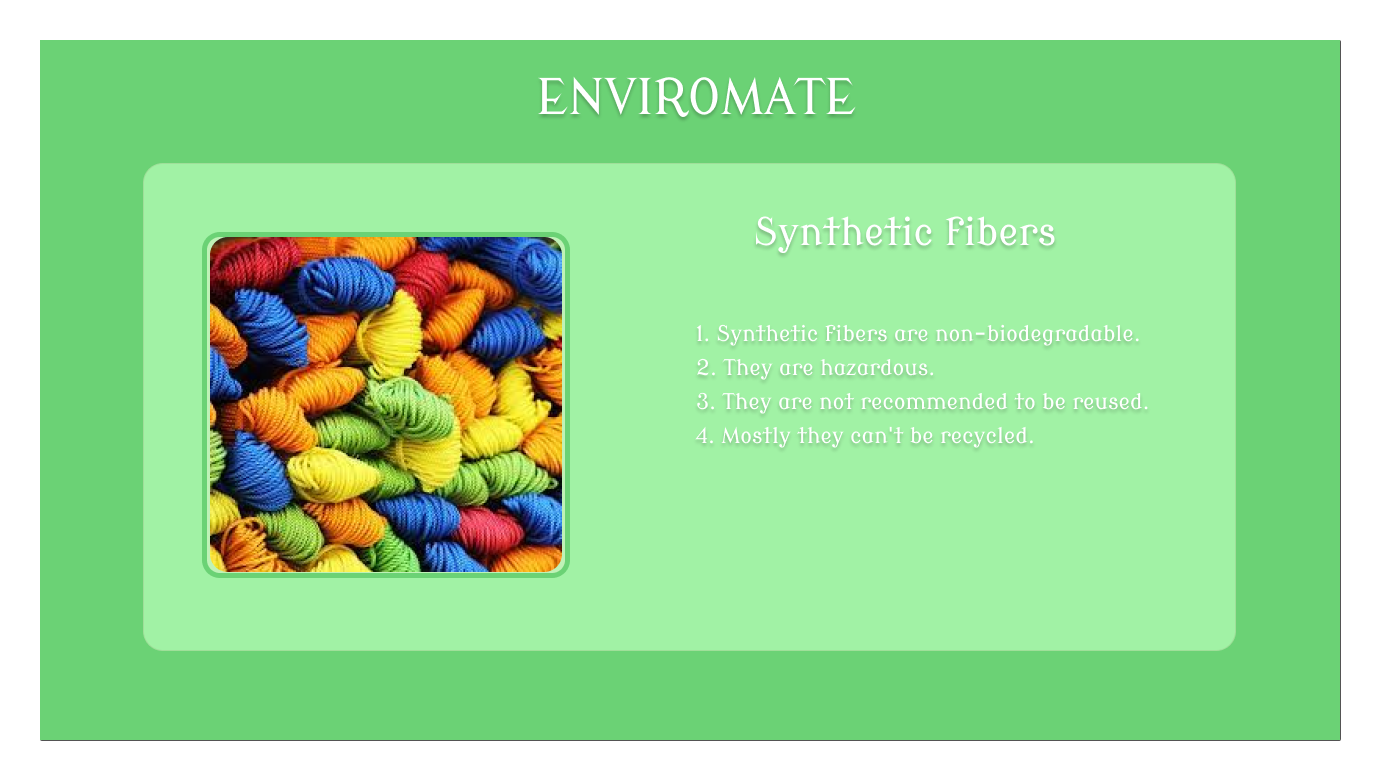 ENVIROMATE
Synthetic Fibers
1. Synthetic Fibers are non-biodegradable.
2. They are hazardous.
3. They are not recommended to be reused.
4. Mostly they can't be recycled.